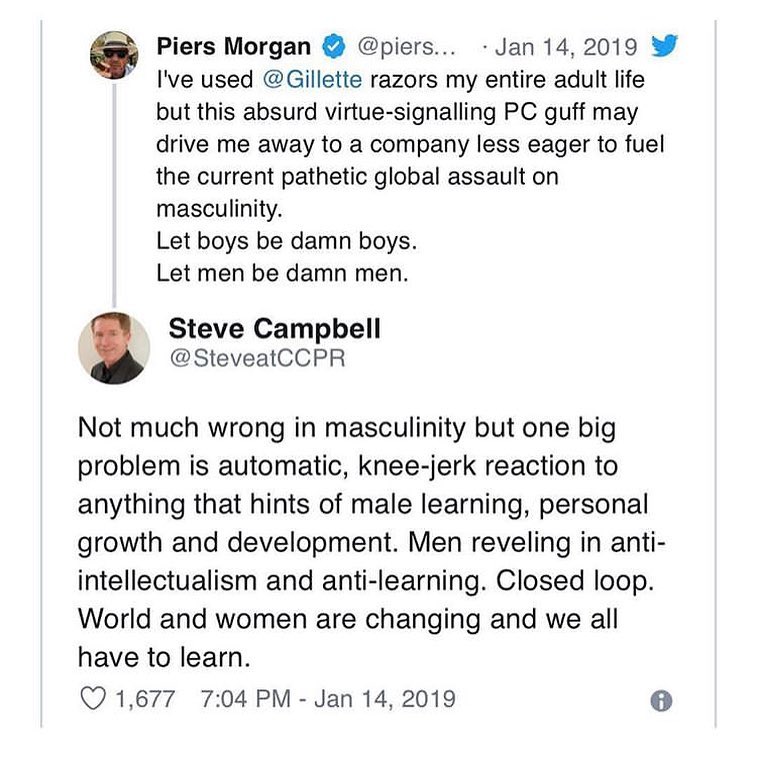 Piers Morgan @piers... · Jan 14, 2019
I've used @Gillette razors my entire adult life
but this absurd virtue-signalling PC guff may
drive me away to a company less eager to fuel
the current pathetic global assault on
masculinity.
Let boys be damn boys.
Let men be damn men.
Steve Campbell
@SteveatCCPR
Not much wrong in masculinity but one big
problem is automatic, knee-jerk reaction to
anything that hints of male learning, personal
growth and development. Men reveling in anti-
intellectualism and anti-learning. Closed loop.
World and women are changing and we all
have to learn.
1,677 7:04 PM - Jan 14, 2019